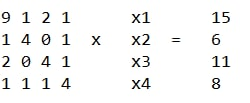 9 1 2 1 x1 15
1 4 0 1 x x2 = 6
2 0 4 1 x3 11
1 1 1 4 x4 8